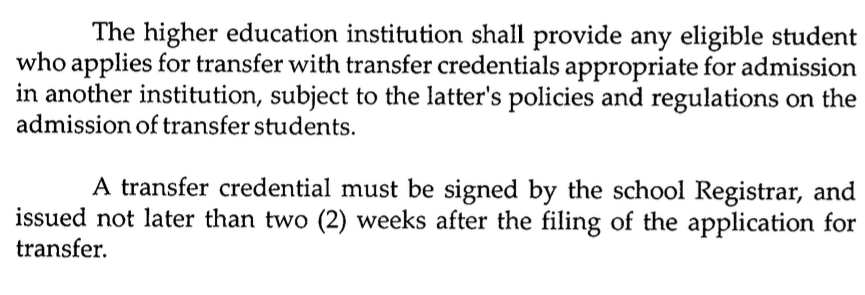 The higher education institution shall provide any eligible student
who applies for transfer with transfer credentials appropriate for admission
in another institution, subject to the latter's policies and regulations on the
admission of transfer students.
A transfer credential must be signed by the school Registrar, and
issued not later than two (2) weeks after the filing of the application for
transfer.